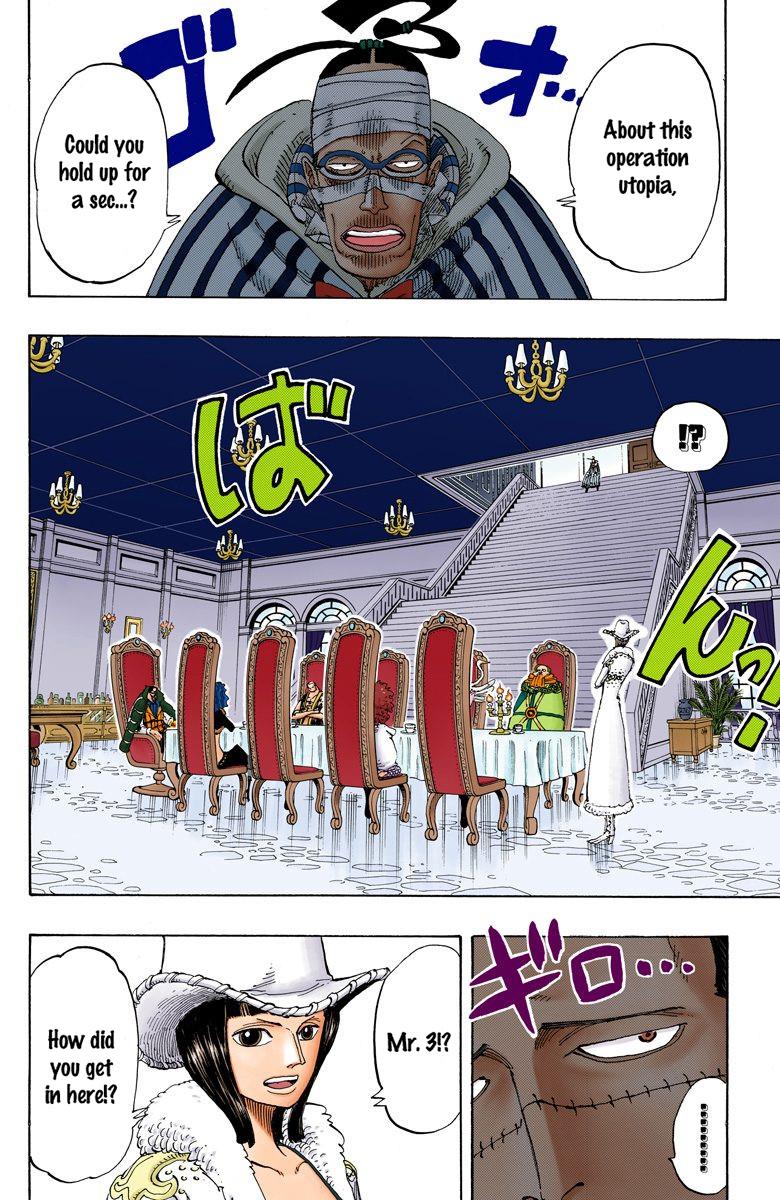 About this
operation
utopia,
ゴオ...
Could you
hold up for
a sec...?
!?
ばんっ!
Mr. 3!?
How did
you get
in here!?
ギロ...
!!!!!!!!